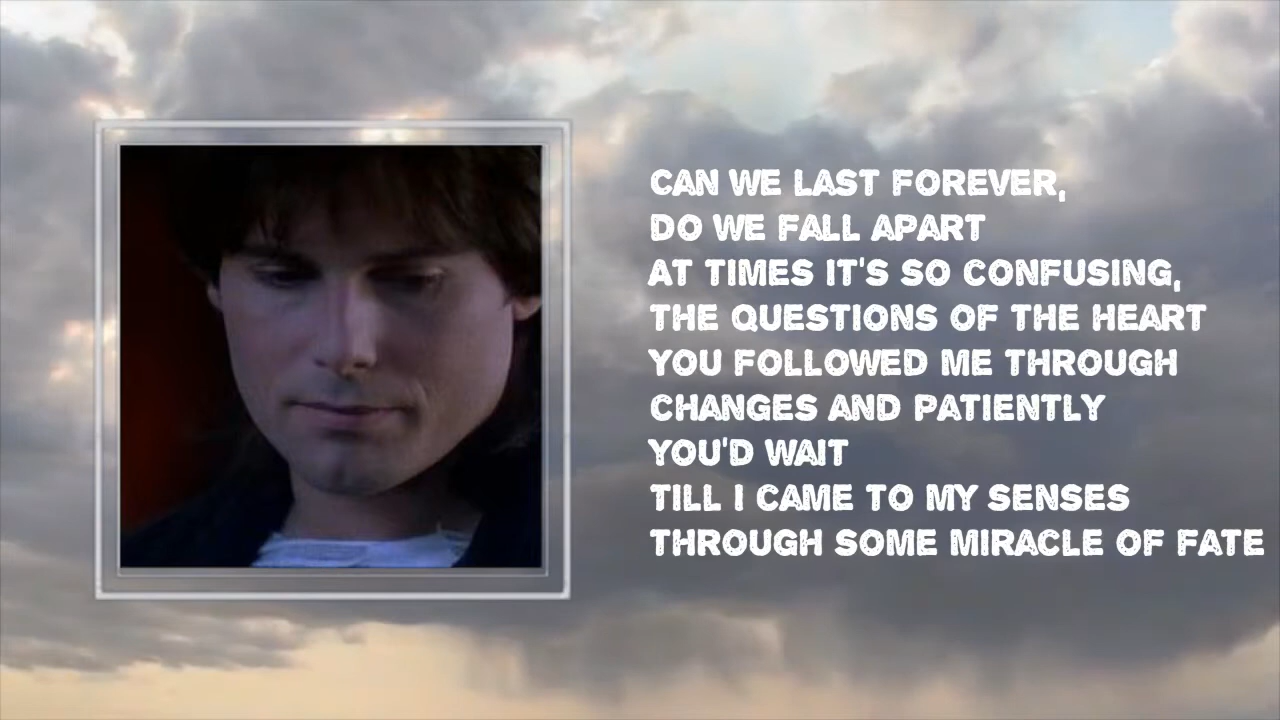 CAN WE LAST FOREVER,
DO WE FALL APART
AT TIMES IT'S SO CONFUSING,
THE QUESTIONS OF THE HEART
YOU FOLLOWED ME THROUGH
CHANGES AND PATIENTLY
YOU'D WAIT
TILL I CAME TO MY SENSES
THROUGH SOME MIRACLE OF FATE